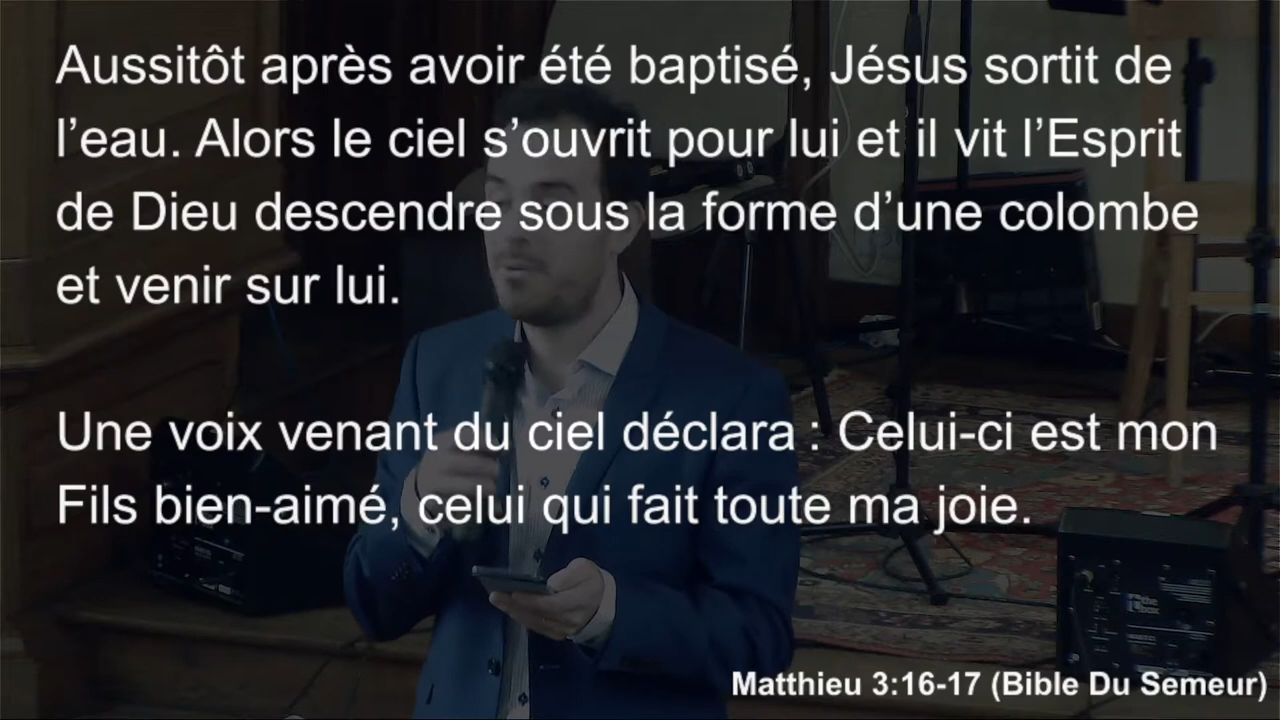 Aussitôt après avoir été baptisé, Jésus sortit de
l’eau. Alors le ciel s’ouvrit pour lui et il vit l’Esprit
de Dieu descendre sous la forme d’une colombe
et venir sur lui.
Une voix venant du ciel déclara : Celui-ci est mon
Fils bien-aimé, celui qui fait toute ma joie.
the
box
Matthieu 3:16-17 (Bible Du Semeur)